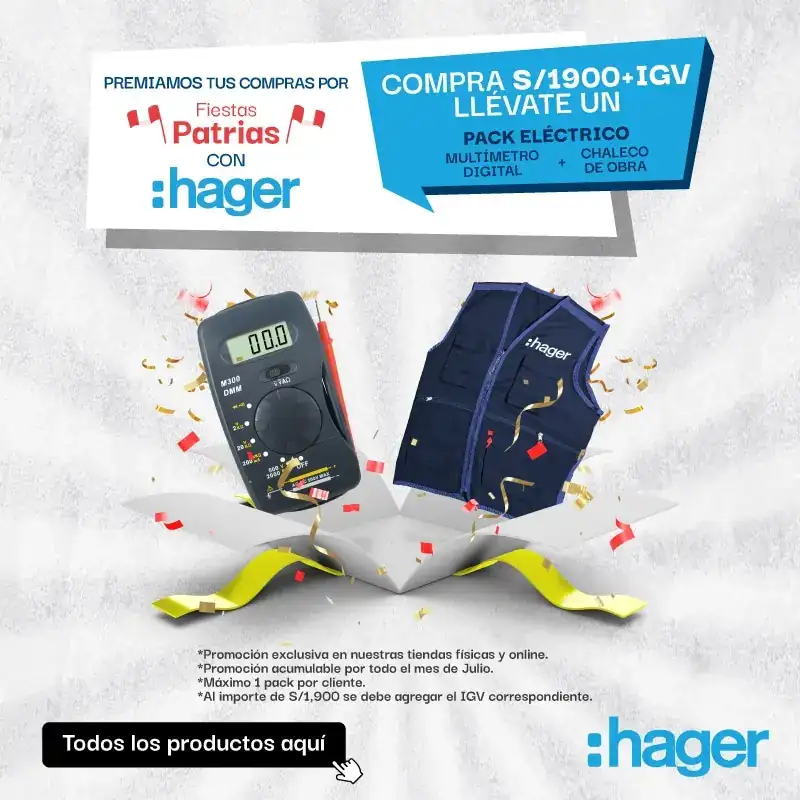 PREMIAMOS TUS COMPRAS POR
Fiestas
Patrias
CON
:hager
COMPRA S/1900+IGV
LLÉVATE UN
PACK ELÉCTRICO
MULTÍMETRO
DIGITAL
+
CHALECO
DE OBRA
00.0
M300
DMM
:hager
OFF
*Promoción exclusiva en nuestras tiendas físicas y online.
*Promoción acumulable por todo el mes de Julio.
*Máximo 1 pack por cliente.
*Al importe de S/1,900 se debe agregar el IGV correspondiente.
Todos los productos aquí
:hager